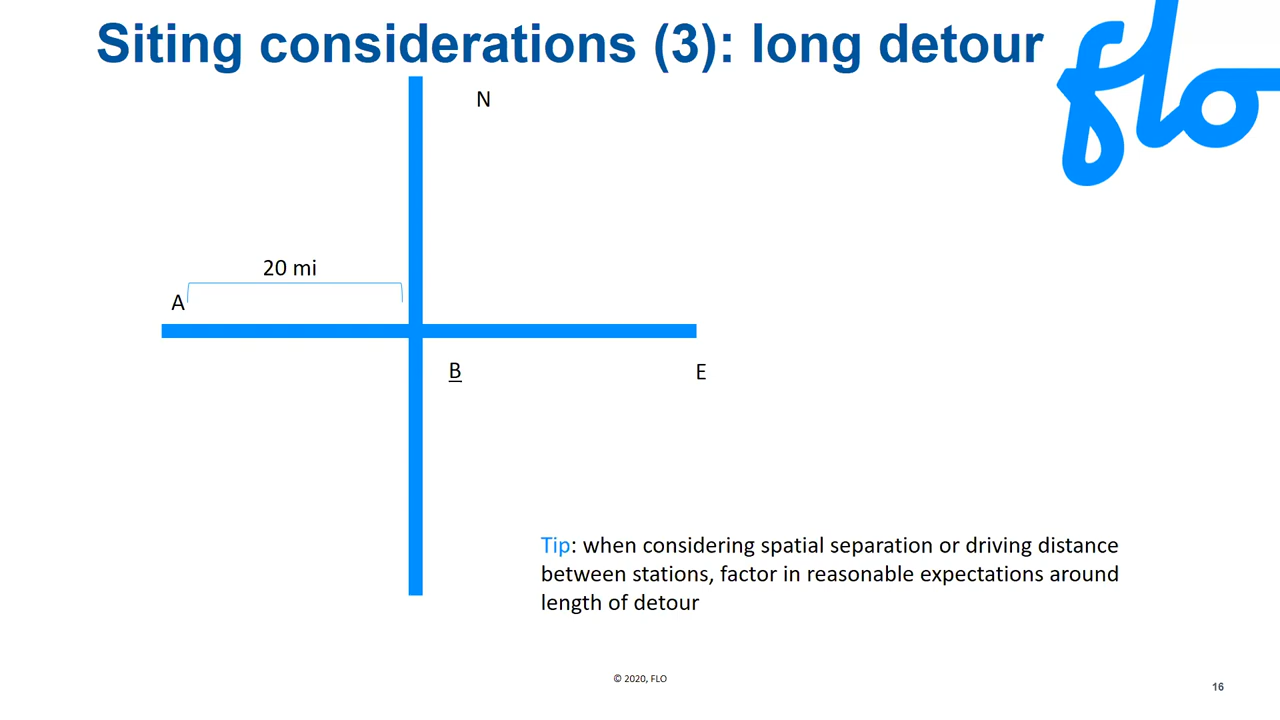 Siting considerations (3): long detour
flo
N
20 mi
A
B
E
Tip: when considering spatial separation or driving distance
between stations, factor in reasonable expectations around
length of detour
© 2020, FLO
16